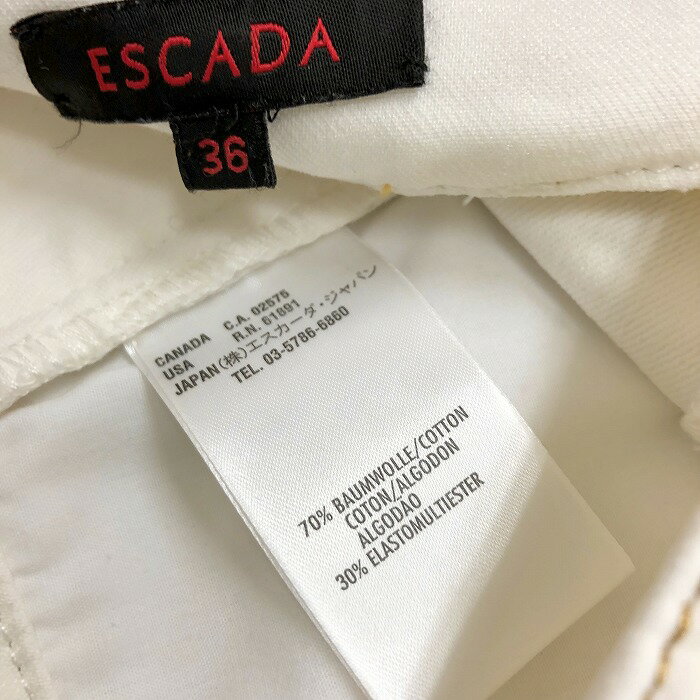 ESCADA
36
CANADA C.A. 02575
USA R.N. 61891
JAPAN (株)エスカーダ・ジャパン
TEL. 03-5786-6860
70% BAUMWOLLE/COTTON
COTON/ALGODON
ALGODAO
30% ELASTOMULTIESTER